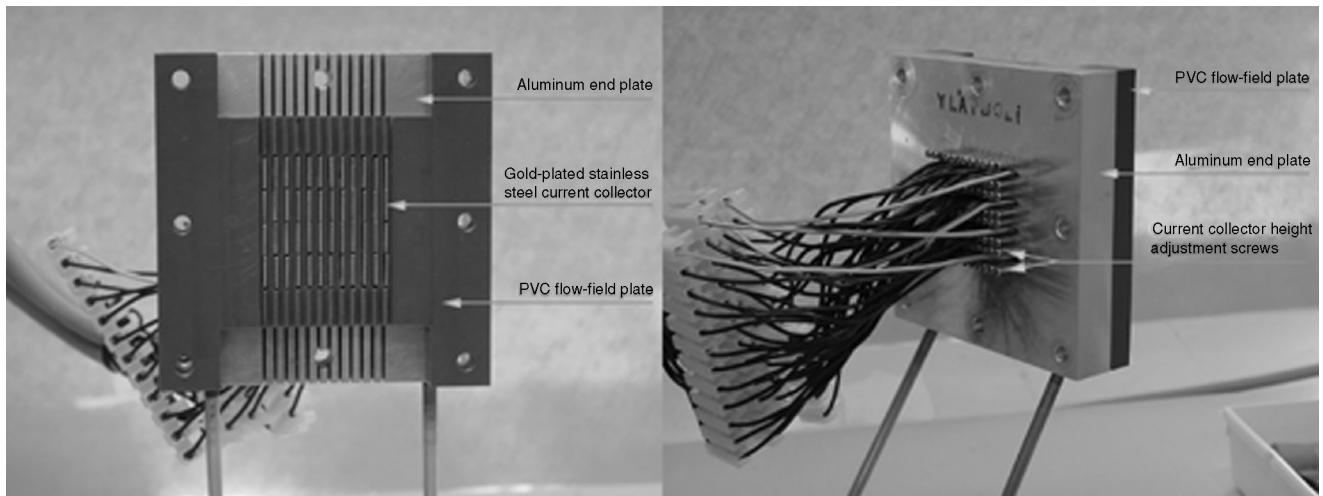 Aluminum end plate
Gold-plated stainless
steel current collector
PVC flow-field plate
PVC flow-field plate
YLÄPUOLI
Aluminum end plate
Current collector height
adjustment screws